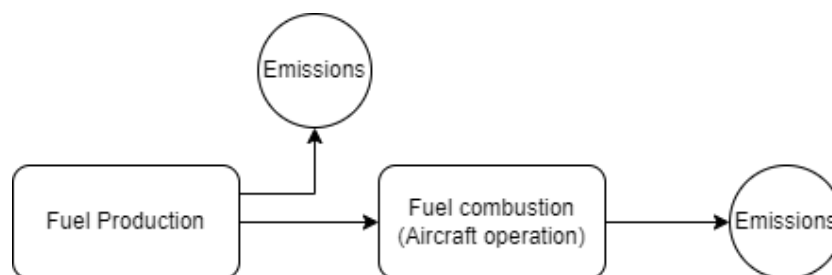 Emissions
Fuel Production
Fuel combustion
(Aircraft operation)
Emissions